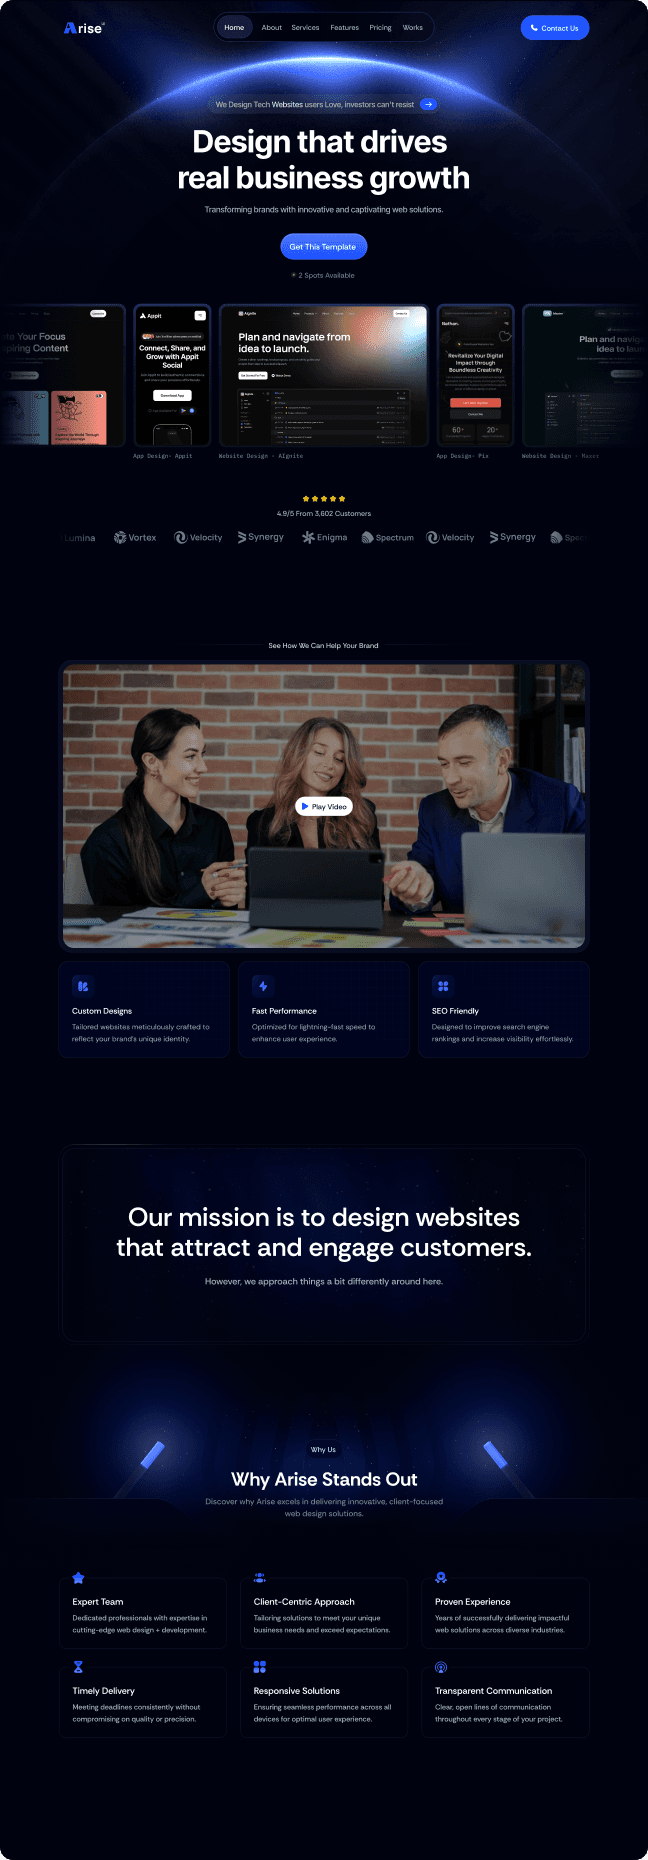 Arise
Home
About
Services
Features
Pricing
Works
Contact Us
We Design Tech Websites users Love, investors can't resist
Design that drives
real business growth
Transforming brands with innovative and captivating web solutions.
Get This Template
2 Spots Avaliable
te Your Focus
piring Content
Appit
Connect, Share, and
Grow with Appit
Social
Download App
App Design- Appit
Plan and navigate from
idea to launch.
Website Design - AIgnite
Nathan.
Revitalize Your Digital
Impact through
Boundless Creativity
60+
20+
App Design- Pix
Plan and navig
idea to laun
Website Design - Mazex
4.9/5 From 3,602 Customers
Lumina
Vortex
Velocity
Synergy
Enigma
Spectrum
Velocity
Synergy
Spec
See How We Can Help Your Brand
Play Video
Custom Designs
Tailored websites meticulously crafted to
reflect your brand's unique identity.
Fast Performance
Optimized for lightning-fast speed to
enhance user experience.
SEO Friendly
Designed to improve search engine
rankings and increase visibility effortlessly.
Our mission is to design websites
that attract and engage customers.
However, we approach things a bit differently around here.
Why Us
Why Arise Stands Out
Discover why Arise excels in delivering innovative, client-focused
web design solutions.
Expert Team
Dedicated professionals with expertise in
cutting-edge web design + development.
Client-Centric Approach
Tailoring solutions to meet your unique
business needs and exceed expectations.
Proven Experience
Years of successfully delivering impactful
web solutions across diverse industries.
Timely Delivery
Meeting deadlines consistently without
compromising on quality or precision.
Responsive Solutions
Ensuring seamless performance across all
devices for optimal user experience.
Transparent Communication
Clear, open lines of communication
throughout every stage of your project.